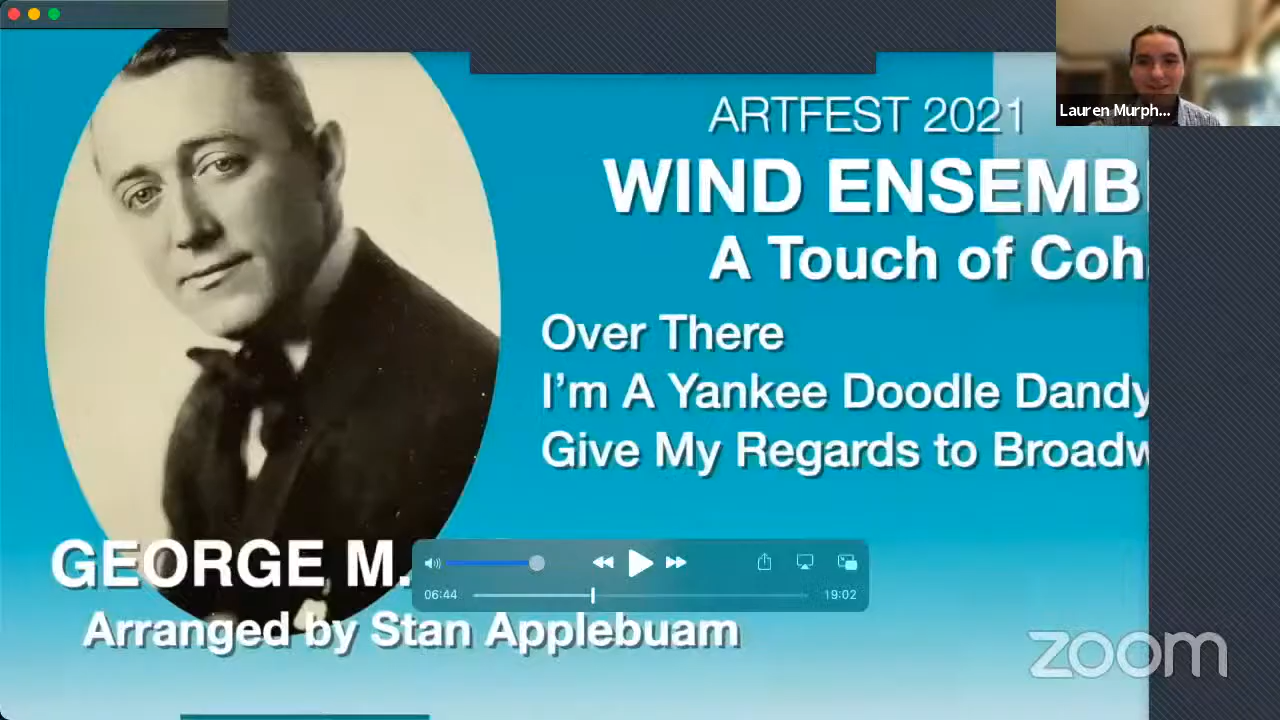 Lauren Murph...
ARTFEST 2021
WIND ENSEMB
A Touch of Coh
Over There
I'm A Yankee Doodle Dandy
Give My Regards to Broadw
GEORGE M.
Arranged by Stan Applebuam
06:44
19:02
zoom